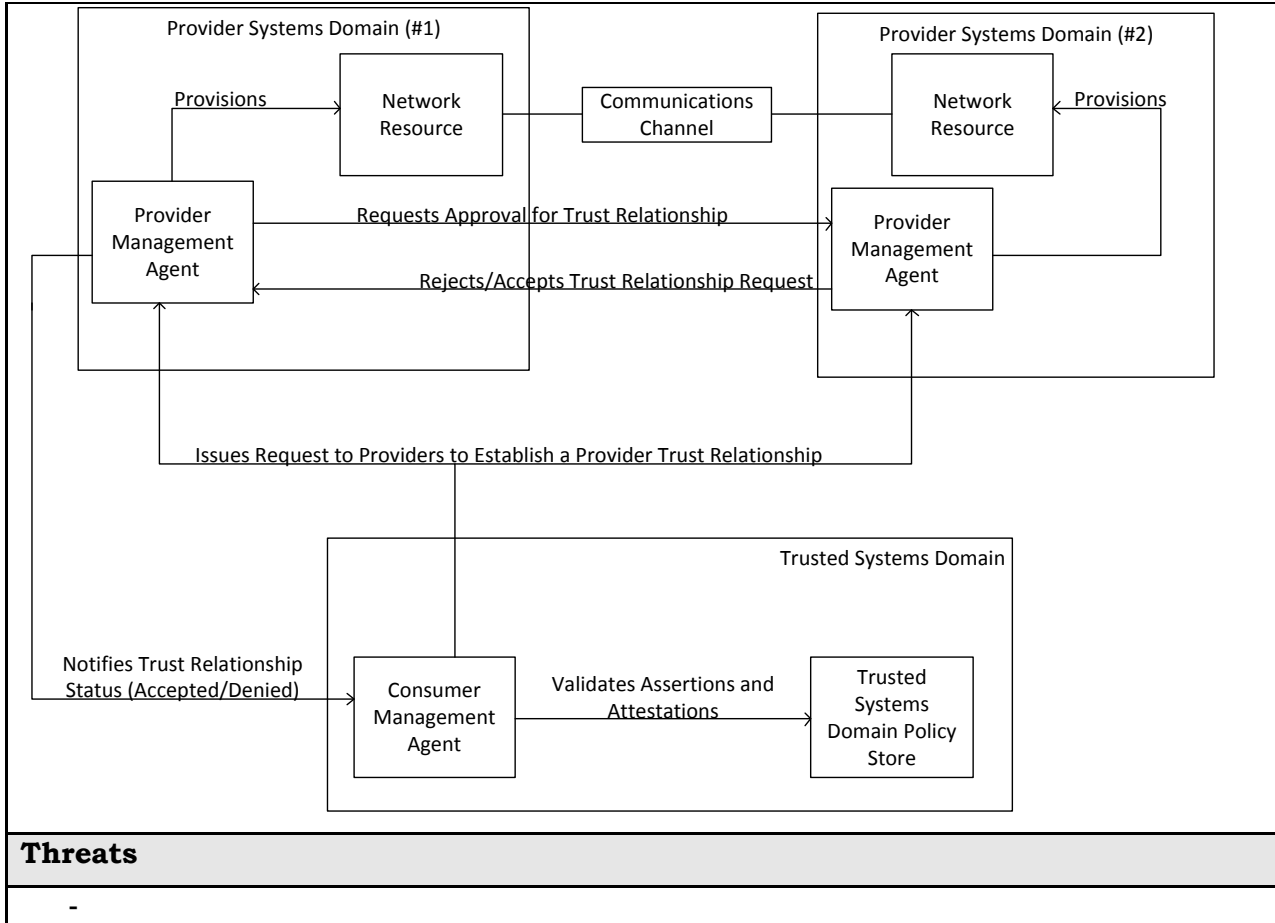 Provider Systems Domain (#1)
Provider Systems Domain (#2)
Provisions
Network
Resource
Communications
Channel
Network
Resource
Provisions
Provider
Management
Agent
Requests Approval for Trust Relationship
Provider
Management
Agent
Rejects/Accepts Trust Relationship Request
Issues Request to Providers to Establish a Provider Trust Relationship
Trusted Systems Domain
Notifies Trust Relationship
Status (Accepted/Denied)
Consumer
Management
Agent
Validates Assertions and
Attestations
Trusted
Systems
Domain Policy
Store
Threats
-